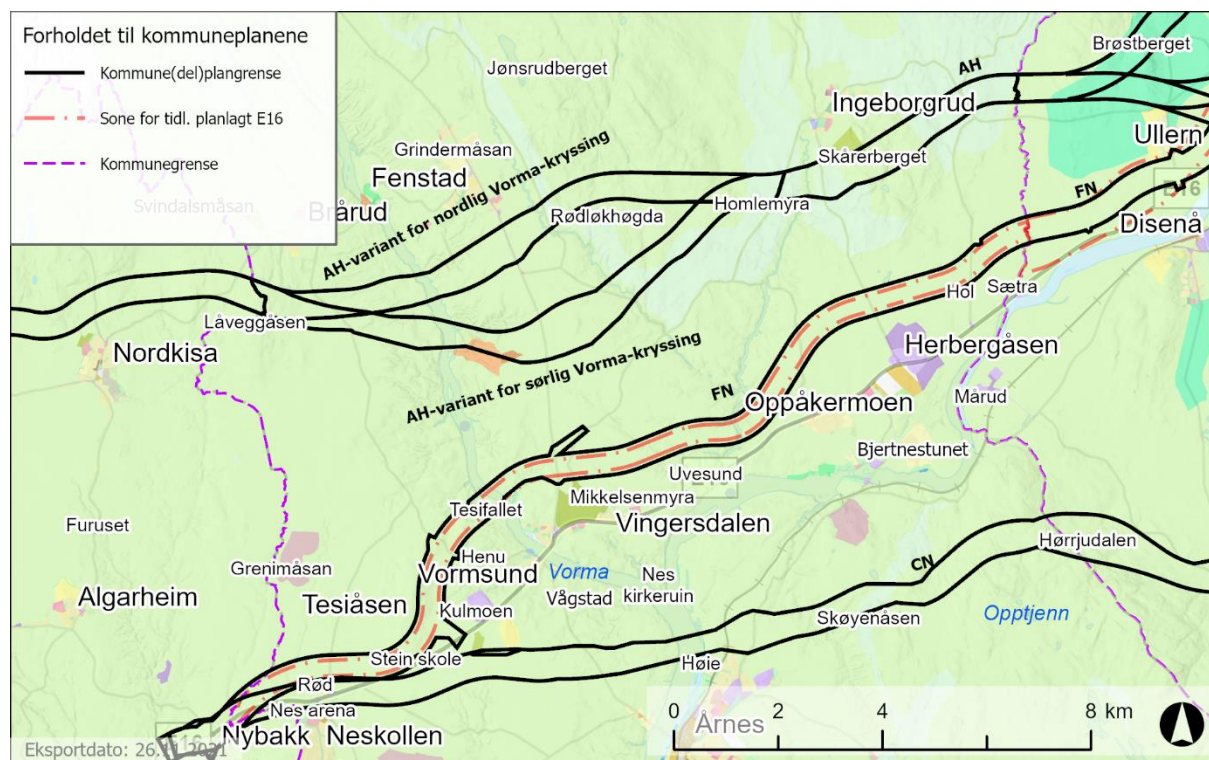 Forholdet til kommuneplanene
Kommune(del)plangrense
Sone for tidl. planlagt E16
Kommunegrense
Svindalsmåsan
Brårud
Jønsrudberget
Brøstberget
AH
Ingeborgrud
Ullern
Grindermåsan
Fenstad
Skårerberget
AH-variant for nordlig Vorma-kryssing
Rødløkhøgda
Homlemyra
FN
E16
Disenå
Hol
Sætra
Låveggåsen
Nordkisa
Herbergåsen
AH-variant for sørlig Vorma-kryssing
FN
Oppåkermoen
Mårud
Bjertnestunet
Uvesund
Mikkelsenmyra
Tesifallet
Vingersdalen
Furuset
Grenimåsan
Henu
Vormsund
Vorma
Nes
kirkeruin
Vågstad
CN
Hørrjudalen
Algarheim
Tesiåsen
Kulmoen
Skøyenåsen
Opptjenn
Stein skole
Høie
Rød
Nes arena
Nybakk
Neskollen
Årnes
0 2 4 8 km
Eksportdato: 26.11.2021